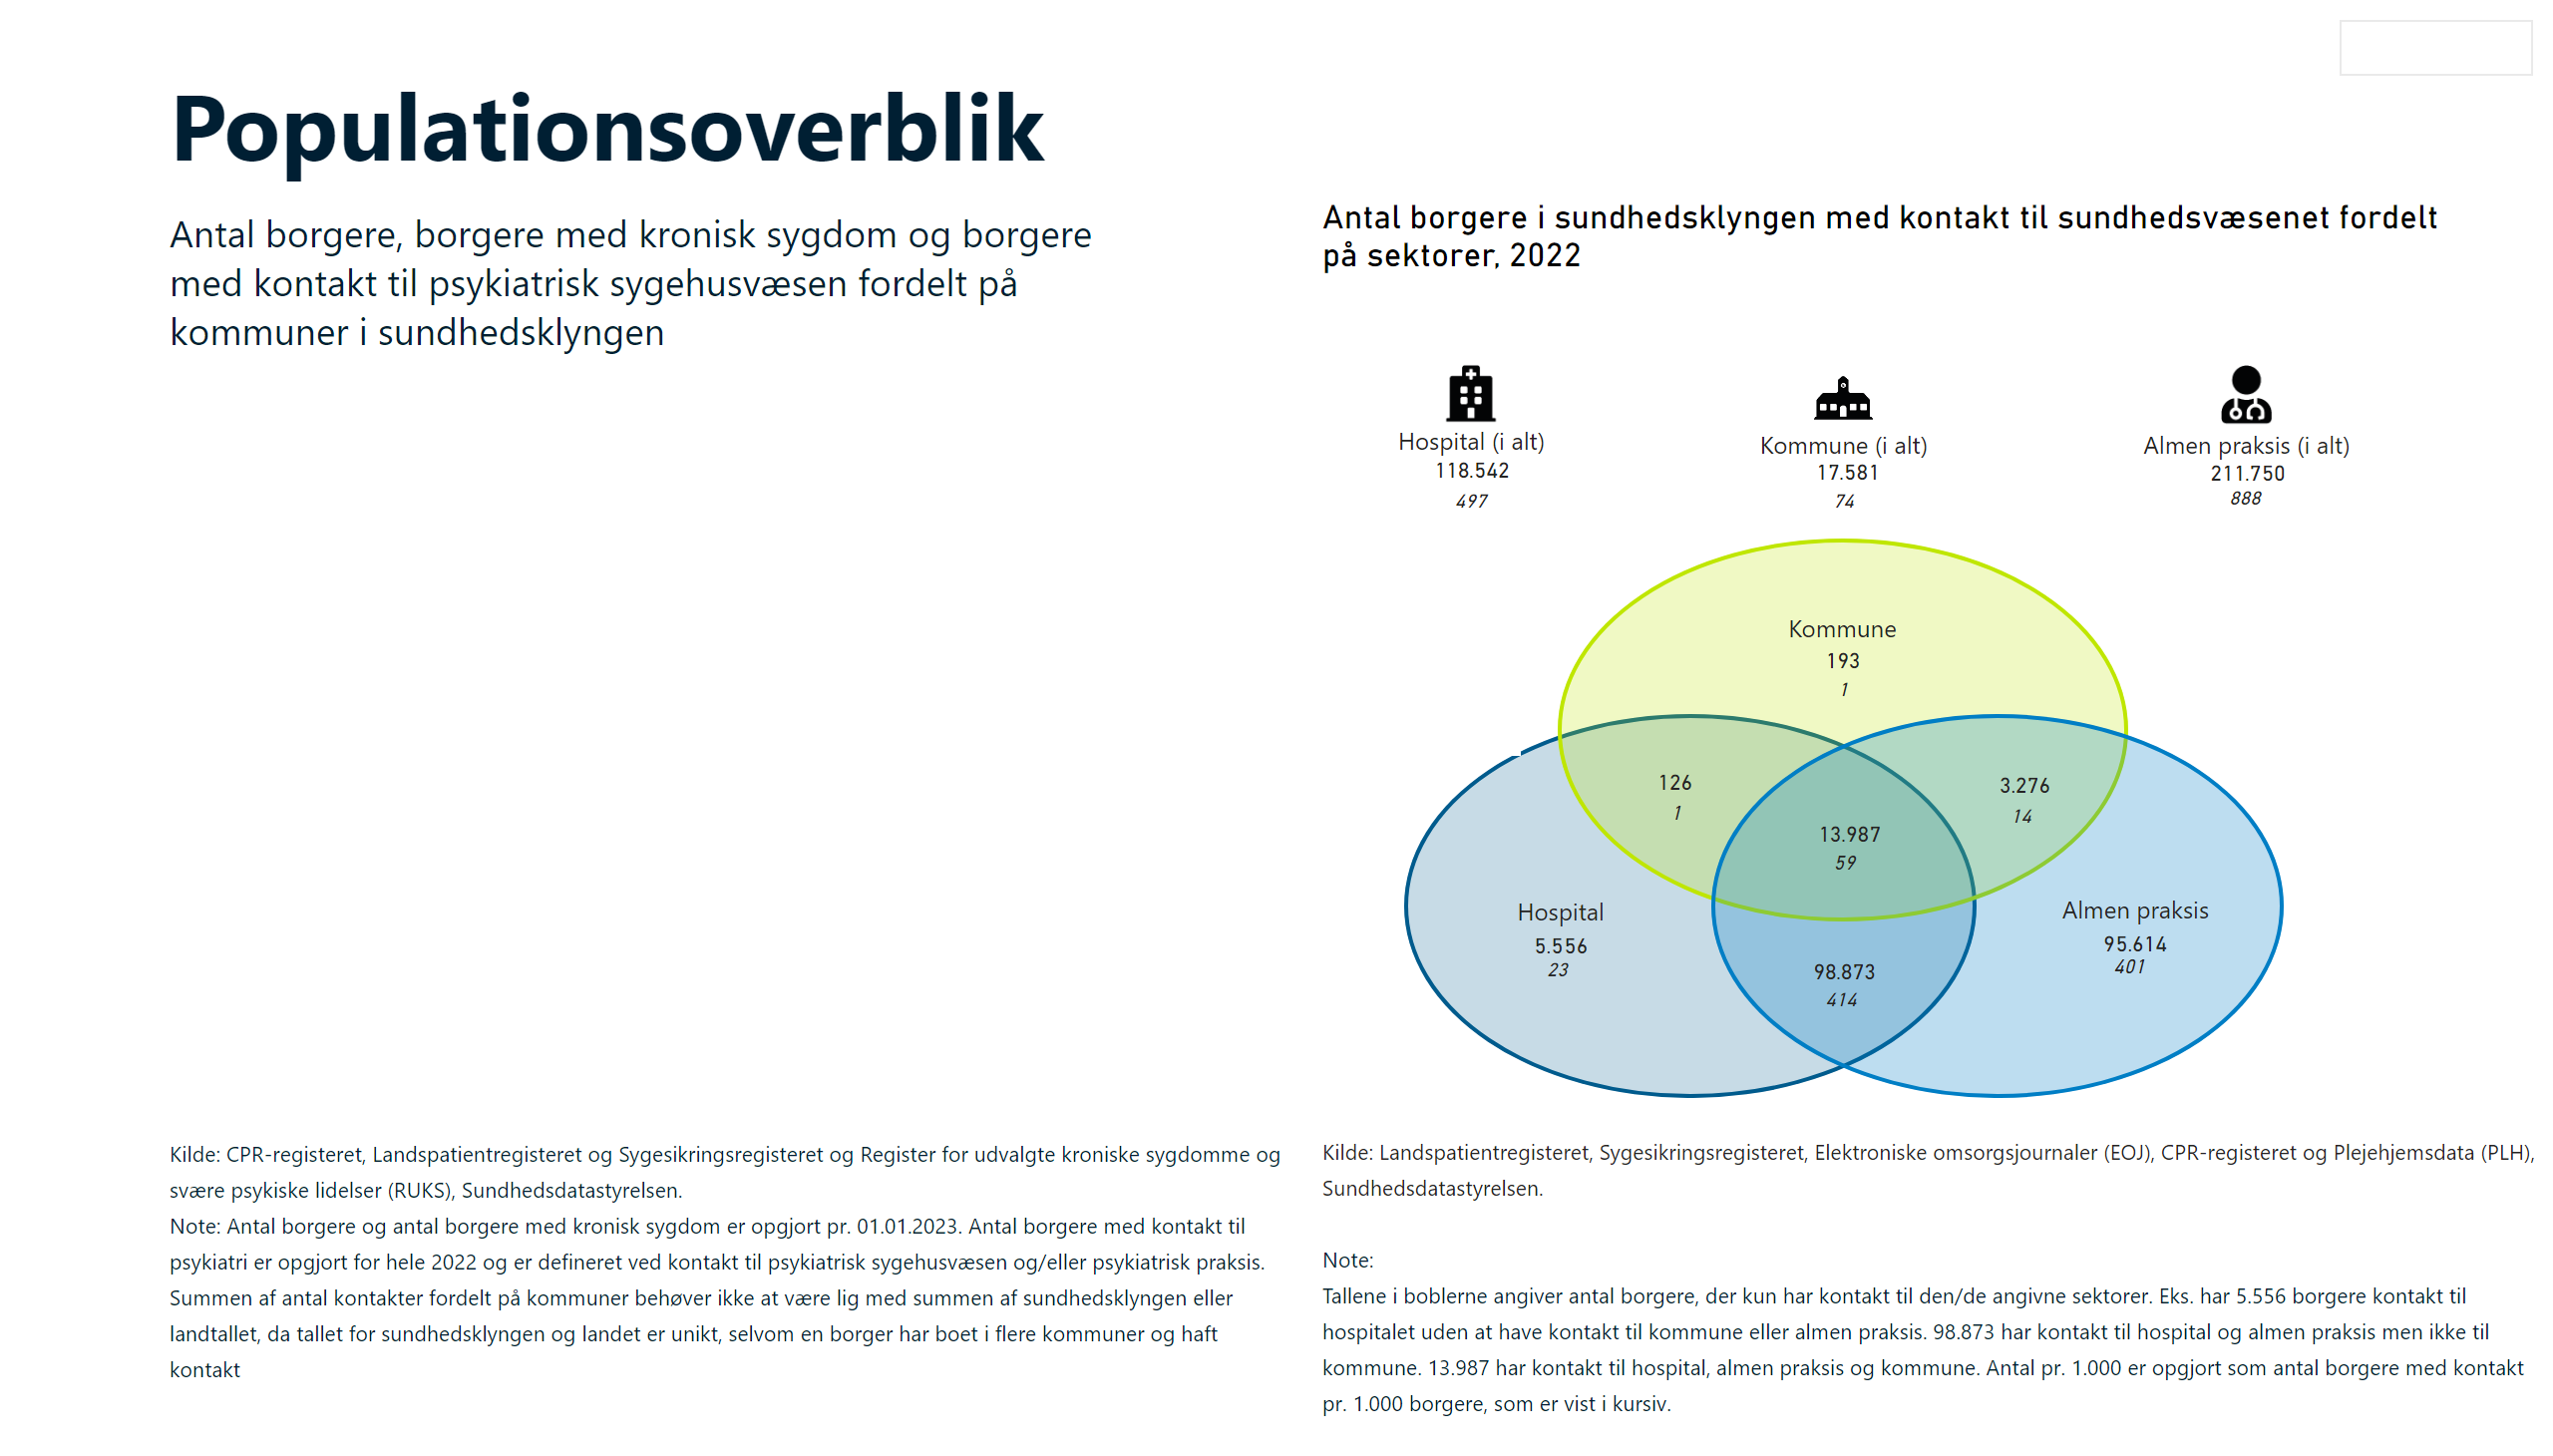 Populationsoverblik
Antal borgere, borgere med kronisk sygdom og borgere
med kontakt til psykiatrisk sygehusvæsen fordelt på
kommuner i sundhedsklyngen
Kilde: CPR-registeret, Landspatientregisteret og Sygesikringsregisteret og Register for udvalgte kroniske sygdomme og
svære psykiske lidelser (RUKS), Sundhedsdatastyrelsen.
Note: Antal borgere og antal borgere med kronisk sygdom er opgjort pr. 01.01.2023. Antal borgere med kontakt til
psykiatri er opgjort for hele 2022 og er defineret ved kontakt til psykiatrisk sygehusvæsen og/eller psykiatrisk praksis.
Summen af antal kontakter fordelt på kommuner behøver ikke at være lig med summen af sundhedsklyngen eller
landtallet, da tallet for sundhedsklyngen og landet er unikt, selvom en borger har boet i flere kommuner og haft
kontakt
Antal borgere i sundhedsklyngen med kontakt til sundhedsvæsenet fordelt
på sektorer, 2022
Hospital (i alt)
118.542
497
Kommune (i alt)
17.581
74
Almen praksis (i alt)
211.750
888
Kommune
193
1
126
1
3.276
14
13.987
59
Hospital
5.556
23
Almen praksis
95.614
401
98.873
414
Kilde: Landspatientregisteret, Sygesikringsregisteret, Elektroniske omsorgsjournaler (EOJ), CPR-registeret og Plejehjemsdata (PLH),
Sundhedsdatastyrelsen.
Note:
Tallene i boblerne angiver antal borgere, der kun har kontakt til den/de angivne sektorer. Eks. har 5.556 borgere kontakt til
hospitalet uden at have kontakt til kommune eller almen praksis. 98.873 har kontakt til hospital og almen praksis men ikke til
kommune. 13.987 har kontakt til hospital, almen praksis og kommune. Antal pr. 1.000 er opgjort som antal borgere med kontakt
pr. 1.000 borgere, som er vist i kursiv.